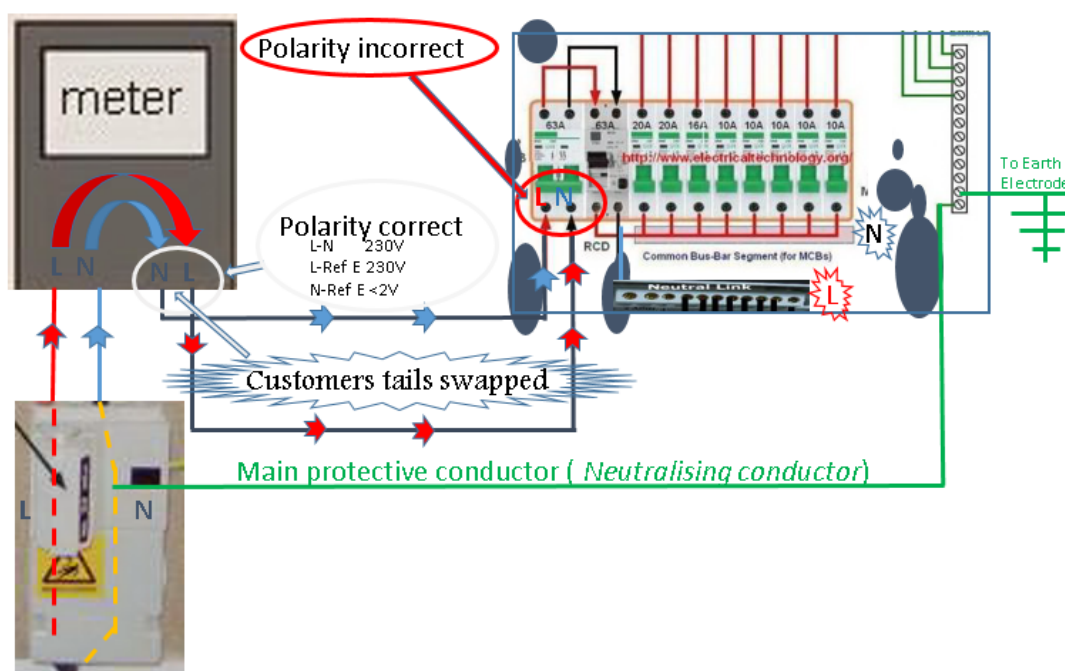 meter
L N N L
Polarity incorrect
Polarity correct
L-N 230V
L-Ref E 230V
N-Ref E <2V
Customers tails swapped
63A 63A 20A 20A 16A 10A 10A 10A 10A 10A
http://www.electricaltechnology.org/
L N
RCD
Common Bus-Bar Segment (for MCBs)
N
Neutral Link
L
To Earth
Electrode
Main protective conductor ( Neutralising conductor)
L N